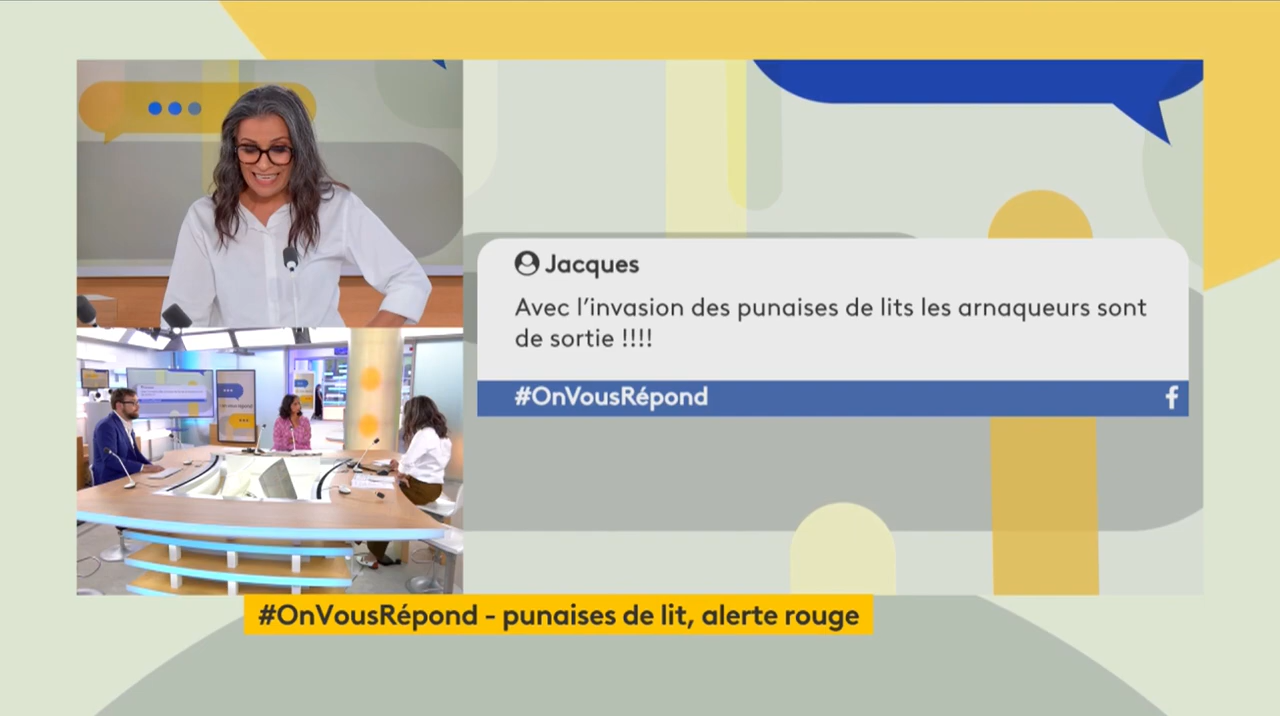 Jacques
Avec l’invasion des punaises de lits les arnaqueurs sont
de sortie !!!!
#OnVousRépond
#OnVousRépond - punaises de lit, alerte rouge